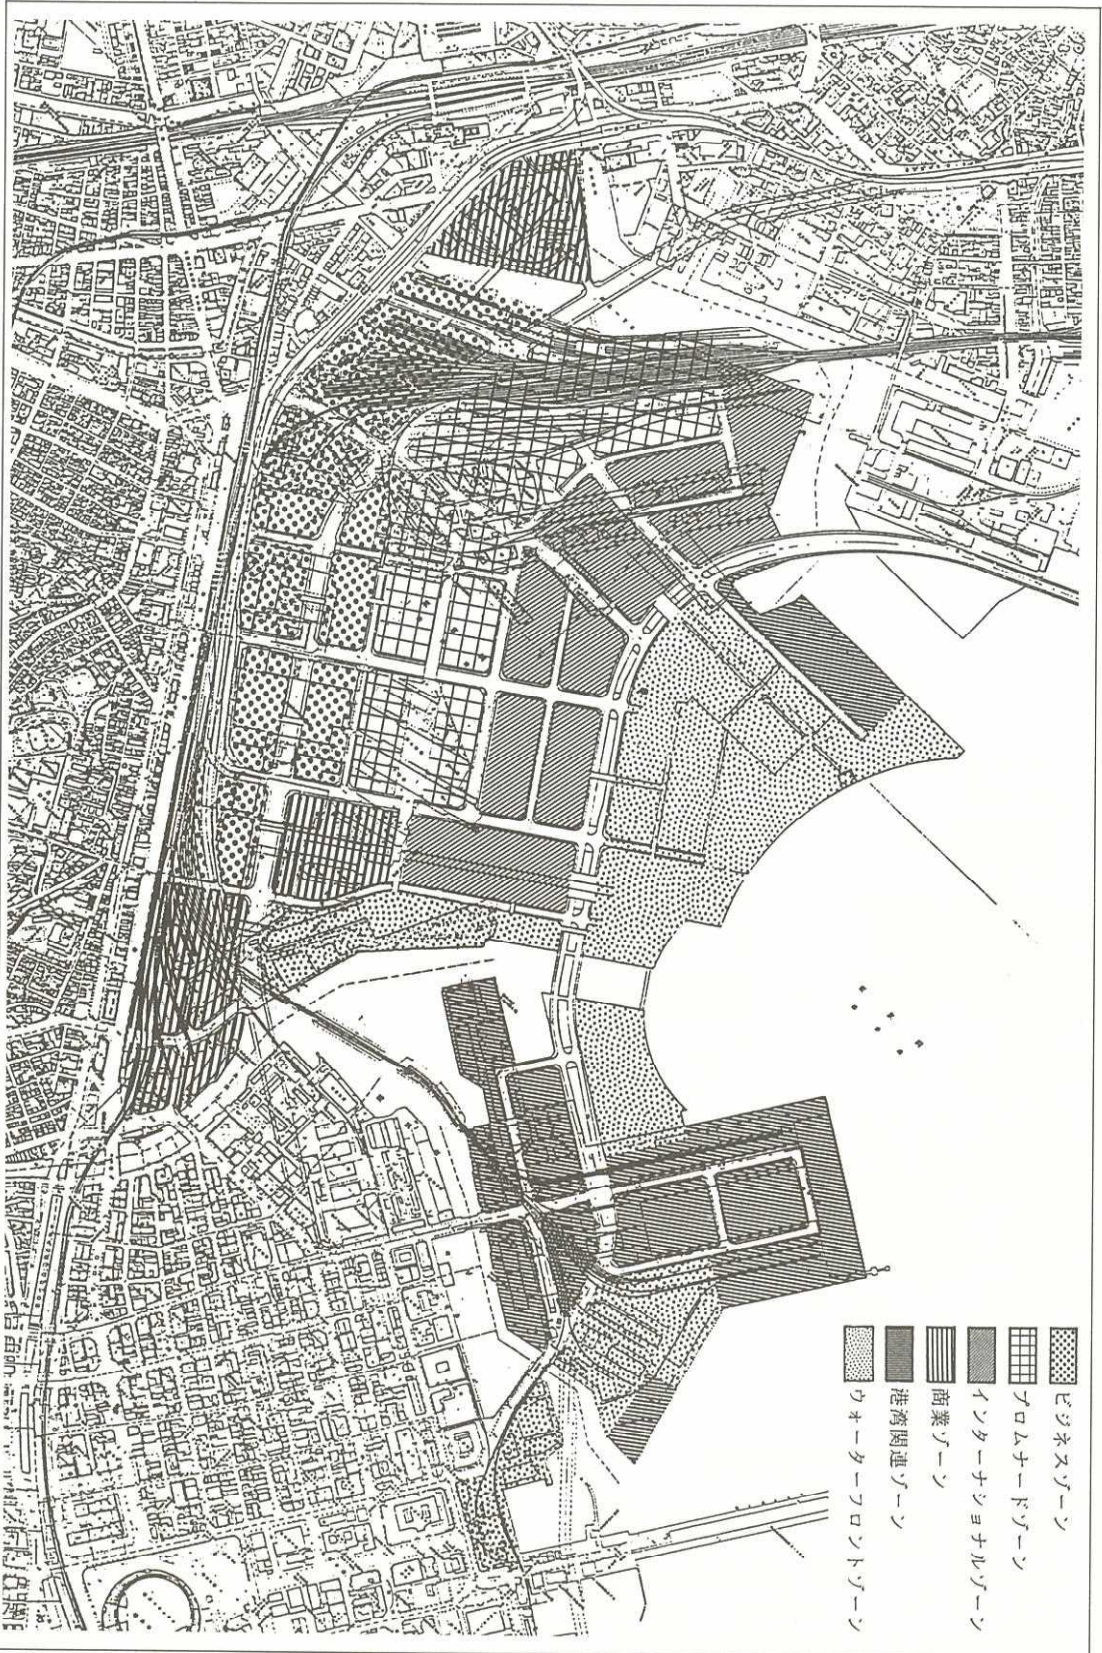 ビジネスゾーン
プロムナードゾーン
インターナショナルゾーン
商業ゾーン
港湾関連ゾーン
ウォーターフロントゾーン